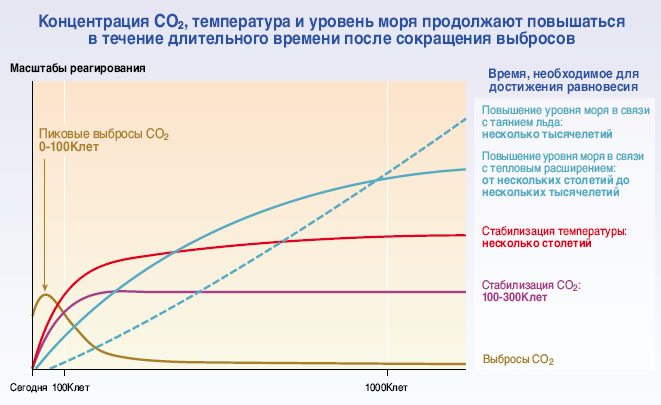 Концентрация CO2, температура и уровень моря продолжают повышаться
в течение длительного времени после сокращения выбросов
Масштабы реагирования
Время, необходимое для
достижения равновесия
Пиковые выбросы CO2
0-100Клет
Повышение уровня моря в связи
с таянием льда:
несколько тысячелетий
Повышение уровня моря в связи
с тепловым расширением:
от нескольких столетий до
нескольких тысячелетий
Стабилизация температуры:
несколько столетий
Стабилизация CO2:
100-300Клет
Выбросы CO2
Сегодня 100Клет
1000Клет